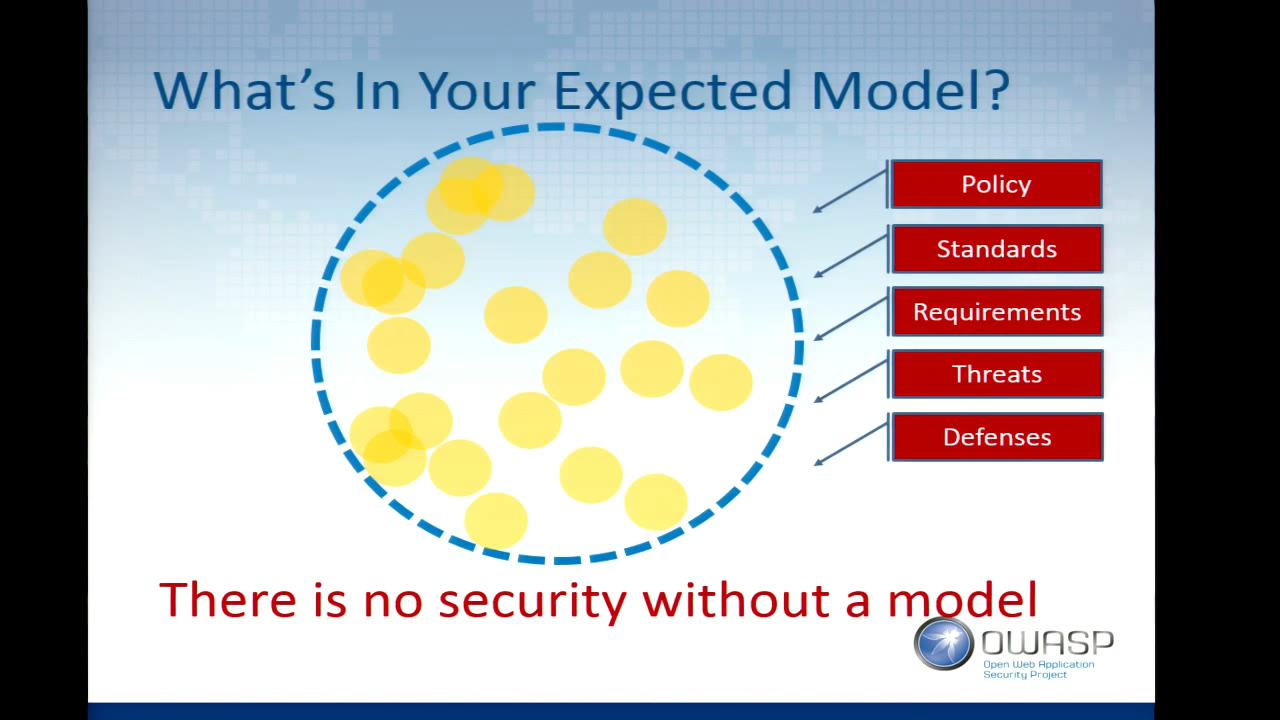 What’s In Your Expected Model?
Policy
Standards
Requirements
Threats
Defenses
There is no security without a model
OWASP
Open Web Application
Security Project